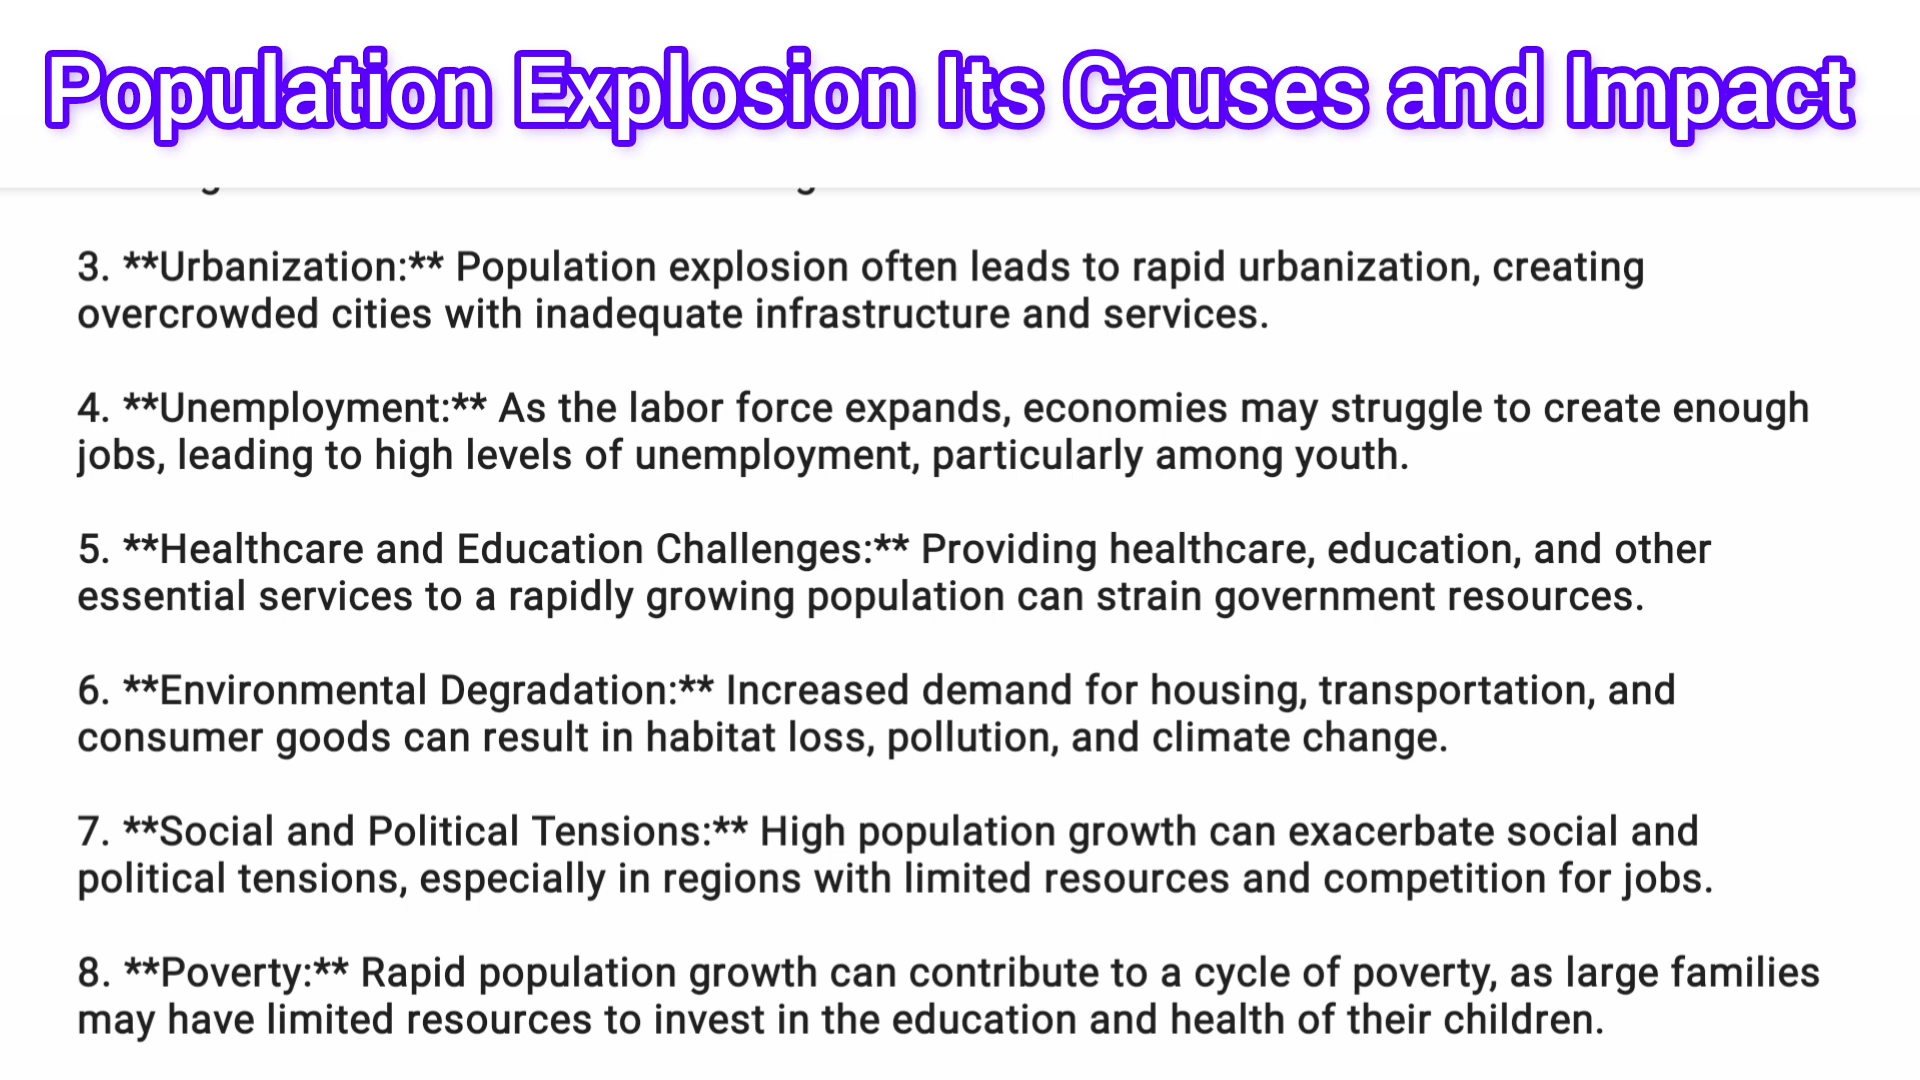 Population Explosion Its Causes and Impact
3. **Urbanization:** Population explosion often leads to rapid urbanization, creating
overcrowded cities with inadequate infrastructure and services.
4. **Unemployment:** As the labor force expands, economies may struggle to create enough
jobs, leading to high levels of unemployment, particularly among youth.
5. **Healthcare and Education Challenges:** Providing healthcare, education, and other
essential services to a rapidly growing population can strain government resources.
6. **Environmental Degradation:** Increased demand for housing, transportation, and
consumer goods can result in habitat loss, pollution, and climate change.
7. **Social and Political Tensions:** High population growth can exacerbate social and
political tensions, especially in regions with limited resources and competition for jobs.
8. **Poverty:** Rapid population growth can contribute to a cycle of poverty, as large families
may have limited resources to invest in the education and health of their children.